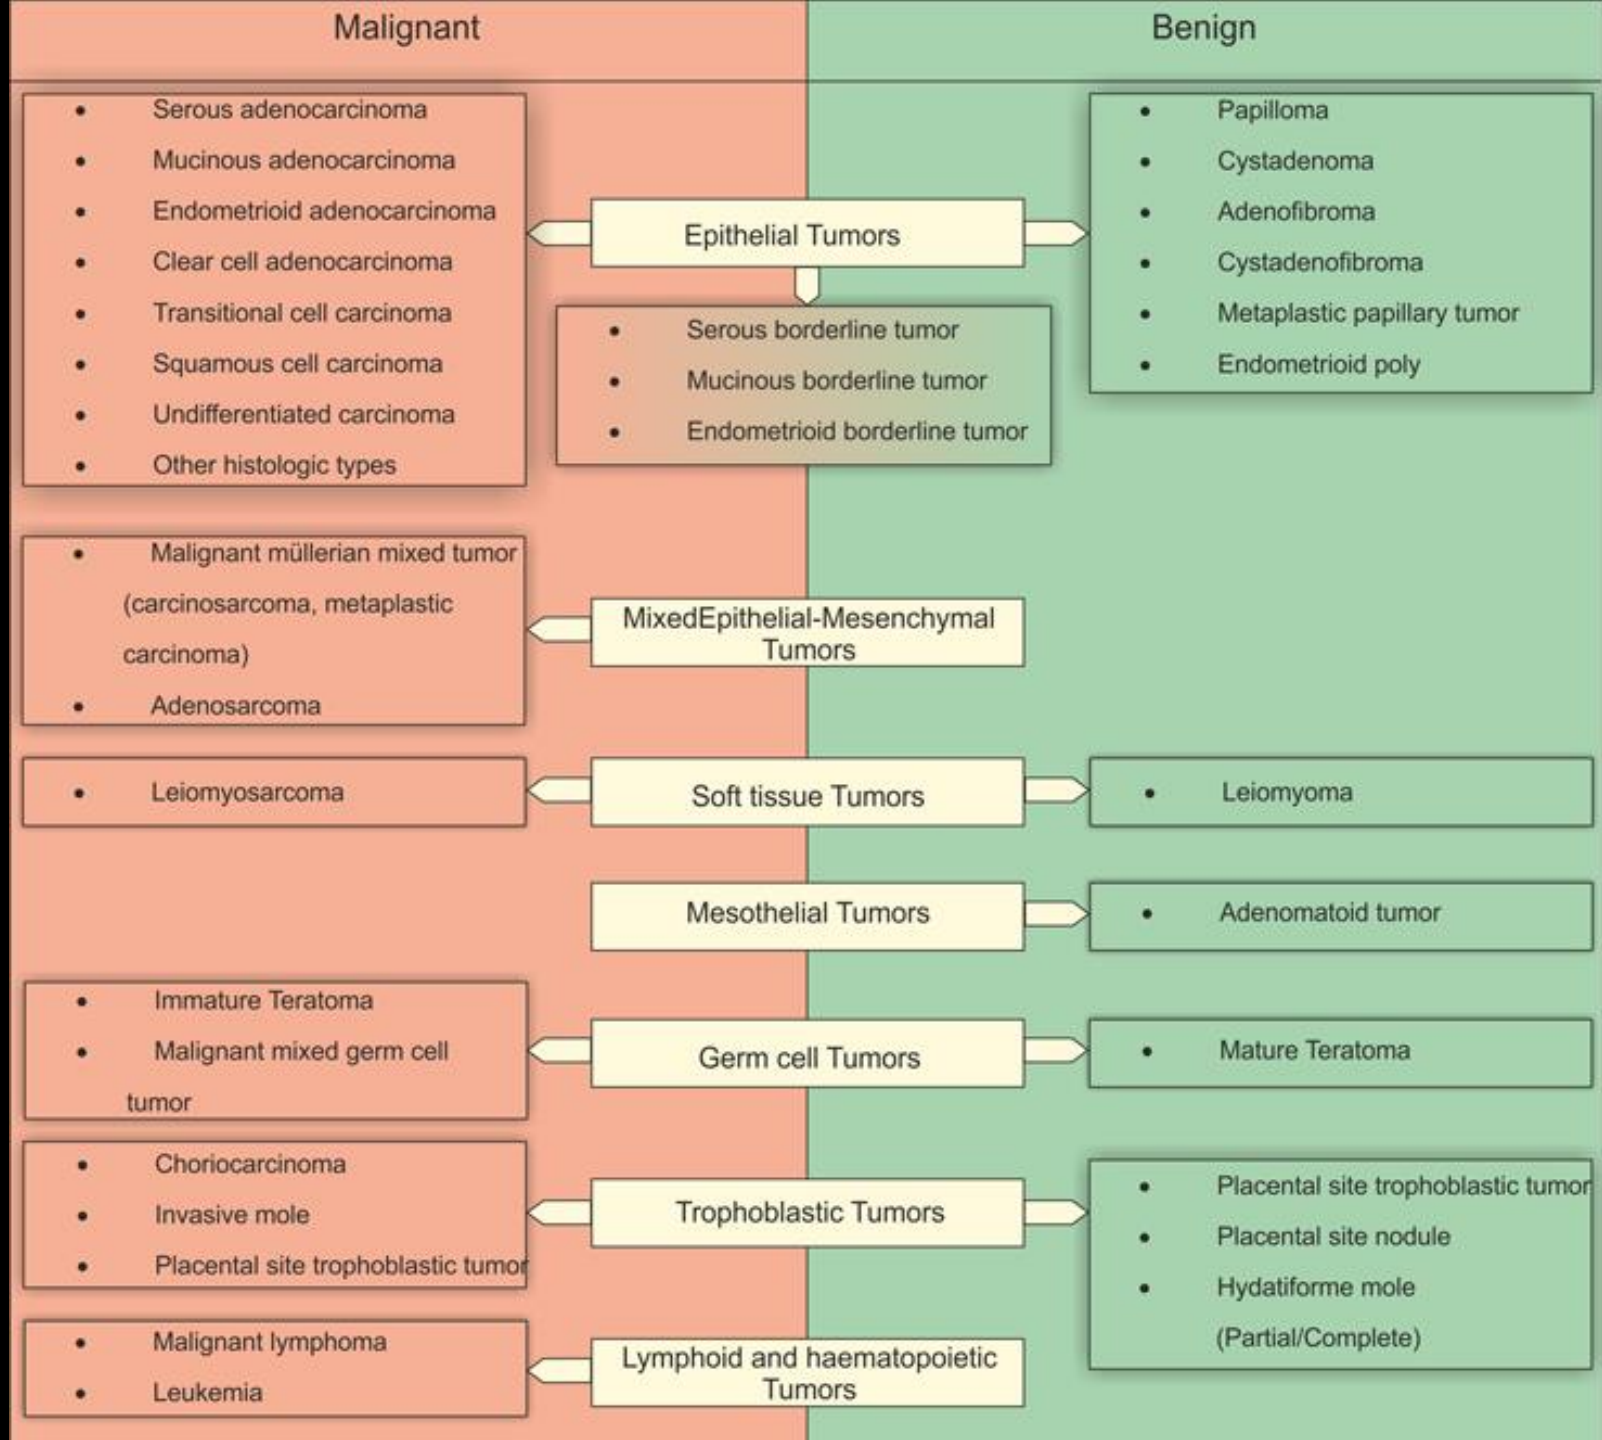 Malignant
Benign
• Serous adenocarcinoma
• Mucinous adenocarcinoma
• Endometrioid adenocarcinoma
• Clear cell adenocarcinoma
• Transitional cell carcinoma
• Squamous cell carcinoma
• Undifferentiated carcinoma
• Other histologic types
Epithelial Tumors
• Serous borderline tumor
• Mucinous borderline tumor
• Endometrioid borderline tumor
• Papilloma
• Cystadenoma
• Adenofibroma
• Cystadenofibroma
• Metaplastic papillary tumor
• Endometrioid poly
• Malignant müllerian mixed tumor
(carcinosarcoma, metaplastic
carcinoma)
• Adenosarcoma
MixedEpithelial-Mesenchymal
Tumors
• Leiomyosarcoma
Soft tissue Tumors
• Leiomyoma
Mesothelial Tumors
• Adenomatoid tumor
• Immature Teratoma
• Malignant mixed germ cell
tumor
Germ cell Tumors
• Mature Teratoma
• Choriocarcinoma
• Invasive mole
• Placental site trophoblastic tumor
Trophoblastic Tumors
• Placental site trophoblastic tumor
• Placental site nodule
• Hydatiforme mole
(Partial/Complete)
• Malignant lymphoma
• Leukemia
Lymphoid and haematopoietic
Tumors